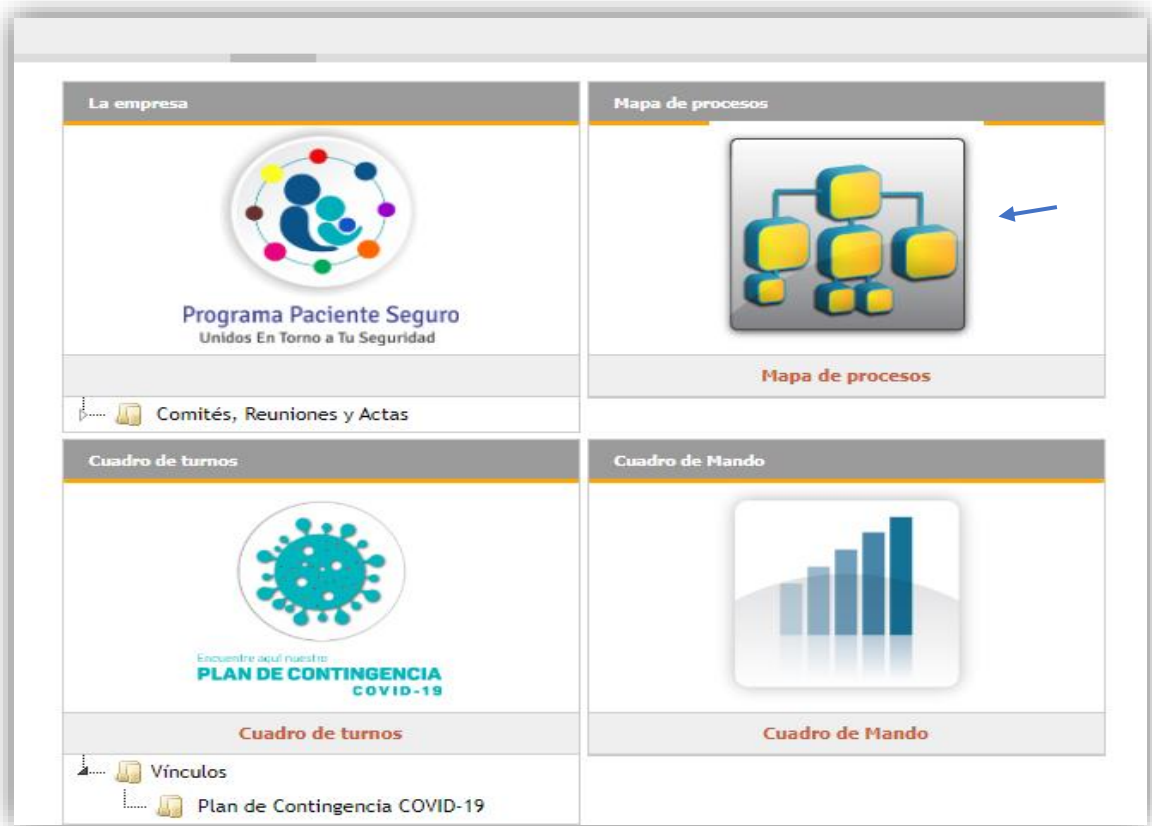 La empresa
Mapa de procesos
Programa Paciente Seguro
Unidos En Torno a Tu Seguridad
Mapa de procesos
Comités, Reuniones y Actas
Cuadro de turnos
Cuadro de Mando
Encuentre aquí nuestro
PLAN DE CONTINGENCIA
COVID-19
Cuadro de turnos
Cuadro de Mando
Vínculos
Plan de Contingencia COVID-19